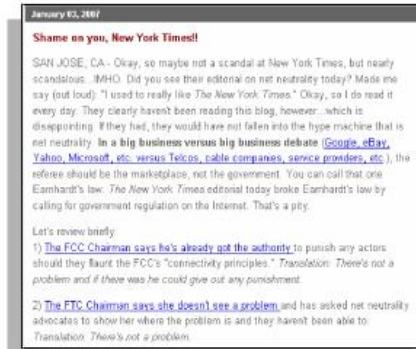 January 03, 2007
Shame on you, New York Times!!
SAN JOSE, CA - Okay, so maybe not a scandal at New York Times, but nearly
scandalous...IMHO. Did you see their editorial on net neutrality today? Made me
say (out loud): "I used to really like The New York Times." Okay, so I do read it
every day. They clearly haven't been reading this blog, however...which is
disappointing. If they had, they would have not fallen into the hype machine that is
net neutrality. In a big business versus big business debate (Google, eBay,
Yahoo, Microsoft, etc. versus Telcos, cable companies, service providers, etc.), the
referee should be the marketplace, not the government. You can call that one
Earnhardt's law. The New York Times editorial today broke Earnhardt's law by
calling for government regulation on the Internet. That's a pity.
Let's review briefly.
1) The FCC Chairman says he's already got the authority to punish any actors
should they flaunt the FCC's "connectivity principles." Translation: There's not a
problem and if there was he could give out any punishment.
2) The FTC Chairman says she doesn't see a problem and has asked net neutrality
advocates to show her where the problem is and they haven't been able to.
Translation: There's not a problem.